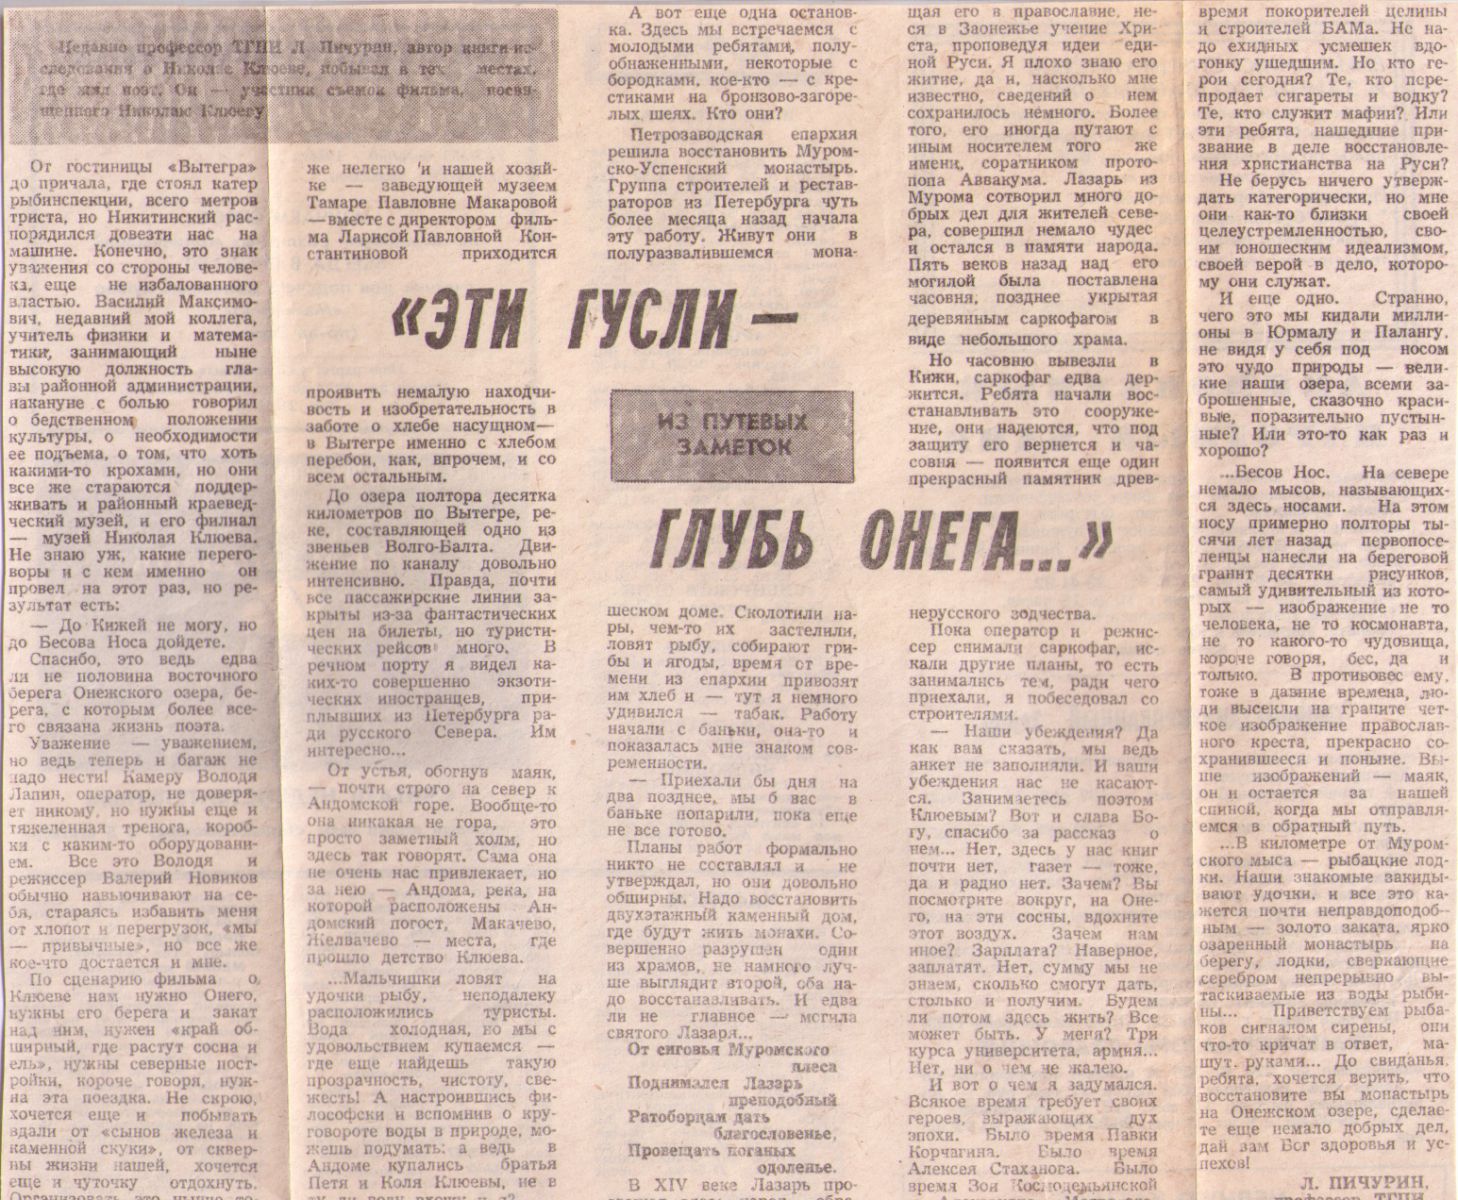 Недавно профессор ТГПИ Л. Пичурин, автор книги-ис-
следования о Николае Клюеве, побывал в тех местах,
где жил поэт. Он — участник съемок фильма, посвя-
щенного Николаю Клюеву
От гостиницы «Вытегра»
до причала, где стоял катер
рыбинспекции, всего метров
триста, но Никитинский рас-
порядился довезти нас на
машине. Конечно, это знак
уважения со стороны челове-
ка, еще не избалованного
властью. Василий Максимо-
вич, недавний мой коллега,
учитель физики и матема-
тики, занимающий ныне
высокую должность гла-
вы районной администрации,
накануне с болью говорил
о бедственном положении
культуры, о необходимости
ее подъема, о том, что хоть
какими-то крохами, но они
все же стараются поддер-
живать и районный краевед-
ческий музей, и его филиал
— музей Николая Клюева.
Не знаю уж, какие перего-
воры и с кем именно он
провел на этот раз, но ре-
зультат есть:
— До Кижей не могу, но
до Бесова Носа дойдете.
Спасибо, это ведь едва
ли не половина восточного
берега Онежского озера, бе-
рега, с которым более все-
го связана жизнь поэта.
Уважение — уважением,
но ведь теперь и багаж не
надо нести! Камеру Володя
Лапин, оператор, не доверя-
ет никому, но нужны еще и
тяжеленная тренога, короб-
ки с каким-то оборудовани-
ем. Все это Володя и
режиссер Валерий Новиков
обычно навьючивают на се-
бя, стараясь избавить меня
от хлопот и перегрузок, «мы
— привычные», но все же
кое-что достается и мне.
По сценарию фильма о
Клюеве нам нужно Онего,
нужны его берега и закат
над ним, нужен «край об-
ширный, где растут сосна и
ель», нужны северные пост-
ройки, короче говоря, нуж-
на эта поездка. Не скрою,
хочется еще и побывать
вдали от «сынов железа и
каменной скуки», от сквер-
ны жизни нашей, хочется
еще и чуточку отдохнуть.
Организовать это нынче то-
же нелегко и нашей хозяй-
ке — заведующей музеем
Тамаре Павловне Макаровой
— вместе с директором филь-
ма Ларисой Павловной Кон-
стантиновой приходится
«ЭТИ ГУСЛИ —
проявить немалую находчи-
вость и изобретательность в
заботе о хлебе насущном —
в Вытегре именно с хлебом
перебои, как, впрочем, и со
всем остальным.
До озера полтора десятка
километров по Вытегре, ре-
ке, составляющей одно из
звеньев Волго-Балта. Дви-
жение по каналу довольно
интенсивно. Правда, почти
все пассажирские линии за-
крыты из-за фантастических
цен на билеты, но туристи-
ческих рейсов много. В
речном порту я видел ка-
ких-то совершенно экзоти-
ческих иностранцев, при-
плывших из Петербурга ра-
ди русского Севера. Им
интересно...
От устья, обогнув маяк,
— почти строго на север к
Андомской горе. Вообще-то
она никакая не гора, это
просто заметный холм, но
здесь так говорят. Сама она
не очень нас привлекает, но
за нею — Андома, река, на
которой расположены Ан-
домский погост, Макачево,
Желвачево — места, где
прошло детство Клюева.
...Мальчишки ловят на
удочки рыбу, неподалеку
расположились туристы.
Вода холодная, но мы с
удовольствием купаемся —
где еще найдешь такую
прозрачность, чистоту, све-
жесть! А настроившись фи-
лософски и вспомнив о кру-
говороте воды в природе, мо-
жешь подумать: а ведь в
Андоме купались братья
Петя и Коля Клюевы, не в
А вот еще одна останов-
ка. Здесь мы встречаемся с
молодыми ребятами, полу-
обнаженными, некоторые с
бородками, кое-кто — с кре-
стиками на бронзово-загоре-
лых шеях. Кто они?
Петрозаводская епархия
решила восстановить Муром-
ско-Успенский монастырь.
Группа строителей и рестав-
раторов из Петербурга чуть
более месяца назад начала
эту работу. Живут они в
полуразвалившемся мона-
ИЗ ПУТЕВЫХ
ЗАМЕТОК
ГЛУБЬ ОНЕГА...»
шеском доме. Сколотили на-
ры, чем-то их застелили,
ловят рыбу, собирают гри-
бы и ягоды, время от вре-
мени из епархии привозят
им хлеб и — тут я немного
удивился — табак. Работу
начали с баньки, она-то и
показалась мне знаком сов-
ременности.
— Приехали бы дня на
два позднее, мы б вас в
баньке попарили, пока еще
не все готово.
Планы работ формально
никто не составлял и не
утверждал, но они довольно
обширны. Надо восстановить
двухэтажный каменный дом,
где будут жить монахи. Со-
вершенно разрушен один
из храмов, не намного луч-
ше выглядит второй, оба на-
до восстанавливать. И едва
ли не главное — могила
святого Лазаря...
От сиговья Муромского
плеса
Поднимался Лазарь
преподобный
Ратоборцам дать
благословенье,
Провещать поганых
одоленье.
В XIV веке Лазарь про-
щая его в православие, не-
ся в Заонежье учение Хри-
ста, проповедуя идеи еди-
ной Руси. Я плохо знаю его
житие, да и, насколько мне
известно, сведений о нем
сохранилось немного. Более
того, его иногда путают с
иным носителем того же
имени, соратником прото-
попа Аввакума. Лазарь из
Мурома сотворил много до-
брых дел для жителей севе-
ра, совершил немало чудес
и остался в памяти народа.
Пять веков назад над его
могилой была поставлена
часовня, позднее укрытая
деревянным саркофагом в
виде небольшого храма.
Но часовню вывезли в
Кижи, саркофаг едва дер-
жится. Ребята начали вос-
станавливать это сооруже-
ние, они надеются, что под
защиту его вернется и ча-
совня — появится еще один
прекрасный памятник древ-
нерусского зодчества.
Пока оператор и режис-
сер снимали саркофаг, ис-
кали другие планы, то есть
занимались тем, ради чего
приехали, я побеседовал со
строителями.
— Наши убеждения? Да
как вам сказать, мы ведь
анкет не заполняли. И ваши
убеждения нас не касают-
ся. Занимаетесь поэтом
Клюевым? Вот и слава Бо-
гу, спасибо за рассказ о
нем... Нет, здесь у нас книг
почти нет, газет — тоже,
да и радио нет. Зачем? Вы
посмотрите вокруг, на Оне-
го, на эти сосны, вдохните
этот воздух. Зачем нам
иное? Зарплата? Наверное,
заплатят. Нет, сумму мы не
знаем, сколько смогут дать,
столько и получим. Будем
ли потом здесь жить? Все
может быть. У меня? Три
курса университета, армия...
Нет, ни о чем не жалею.
И вот о чем я задумался.
Всякое время требует своих
героев, выражающих дух
эпохи. Было время Павки
Корчагина. Было время
Алексея Стаханова. Было
время Зои Космодемьянской
время покорителей целины
и строителей БАМа. Не на-
до ехидных усмешек вдо-
гонку ушедшим. Но кто ге-
рои сегодня? Те, кто пере-
продает сигареты и водку?
Те, кто служит мафии? Или
эти ребята, нашедшие при-
звание в деле восстановле-
ния христианства на Руси?
Не берусь ничего утверж-
дать категорически, но мне
они как-то близки своей
целеустремленностью, сво-
им юношеским идеализмом,
своей верой в дело, которо-
му они служат.
И еще одно. Странно,
чего это мы кидали миллио-
ны в Юрмалу и Палангу,
не видя у себя под носом
это чудо природы — вели-
кие наши озера, всеми за-
брошенные, сказочно краси-
вые, поразительно пустын-
ные? Или это-то как раз и
хорошо?
...Бесов Нос. На севере
немало мысов, называющих-
ся здесь носами. На этом
носу примерно полторы ты-
сячи лет назад первопосе-
ленцы нанесли на береговой
гранит десятки рисунков,
самый удивительный из кото-
рых — изображение не то
человека, не то космонавта,
не то какого-то чудовища,
короче говоря, бес, да и
только. В противовес ему,
тоже в давние времена, лю-
ди высекли на граните чет-
кое изображение православ-
ного креста, прекрасно со-
хранившееся и поныне. Вы-
ше изображений — маяк,
он и остается за нашей
спиной, когда мы отправля-
емся в обратный путь.
...В километре от Муром-
ского мыса — рыбацкие лод-
ки. Наши знакомые закиды-
вают удочки, и все это ка-
жется почти неправдоподоб-
ным — золото заката, ярко
озаренный монастырь на
берегу, лодки, сверкающие
серебром непрерывно вы-
таскиваемые из воды рыби-
ны... Приветствуем рыба-
ков сигналом сирены, они
что-то кричат в ответ, ма-
шут руками... До свиданья,
ребята, хочется верить, что
восстановите вы монастырь
на Онежском озере, сделае-
те еще немало добрых дел,
дай вам Бог здоровья и ус-
пехов!
Л. ПИЧУРИН,